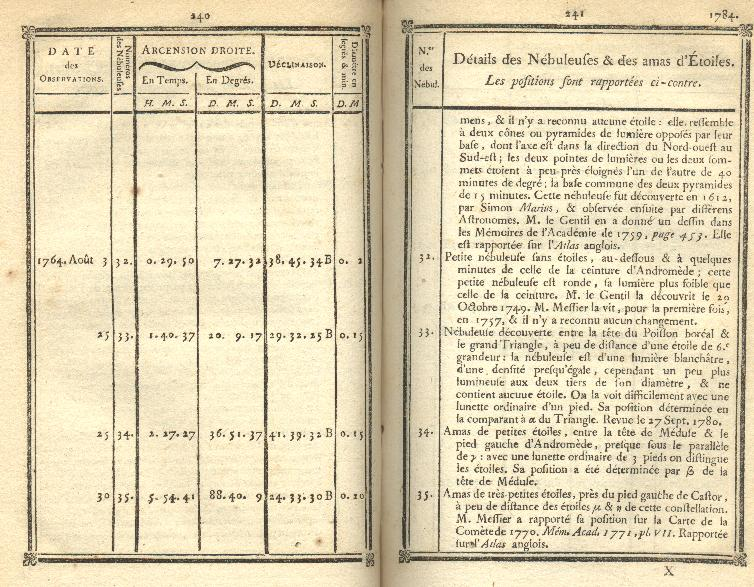 240
DATE
des
OBSERVATIONS.
Numéros
des Nébuleuses
ARCENSION DROITE.
En Temps.
En Degrés.
DÉCLINAISON.
Diamètre en
degrés & min.
H. M. S.
D. M. S.
D. M. S.
D. M
1764. Août 3 32. 0. 29. 50 7. 27. 32 38. 45. 34 B 0. 2
25 33. 1. 40. 37 20. 9. 17 29. 32. 25 B 0. 15
25 34. 2. 27. 27 36. 51. 37 41. 39. 32 B 0. 15
30 35. 5. 54. 41 88. 40. 9 24. 33. 30 B 0. 20
241
1784.
N.os
des
Nébul.
Détails des Nébuleuſes & des amas d'Étoiles.
Les poſitions ſont rapportées ci-contre.
mens, & il n'y a reconnu aucune étoile : elle reſſemble
à deux cônes ou pyramides de lumière oppoſés par leur
baſe, dont l'axe eſt dans la direction du Nord-oueſt au
Sud-eſt ; les deux pointes de lumières ou les deux ſom-
mets étoient à peu près éloignés l'un de l'autre de 40
minutes de degré ; la baſe commune des deux pyramides
de 15 minutes. Cette nébuleuſe fut découverte en 1612,
par Simon Marius, & obſervée enſuite par différens
Aſtronomes. M. le Gentil en a donné un deſſin dans
les Mémoires de l'Académie de 1759, page 453. Elle
eſt rapportée ſur l'Atlas anglois.
32. Petite nébuleuſe ſans étoiles, au-deſſous & à quelques
minutes de celle de la ceinture d'Andromède ; cette
petite nébuleuſe eſt ronde, ſa lumière plus foible que
celle de la ceinture. M. le Gentil la découvrit le 29
Octobre 1749. M. Meſſier la vit, pour la première fois,
en 1757, & il n'y a reconnu aucun changement.
33. Nébuleuſe découverte entre la tête du Poiſſon boréal &
le grand Triangle, à peu de diſtance d'une étoile de 6.e
grandeur : la nébuleuſe eſt d'une lumière blanchâtre,
d'une denſité preſqu'égale, cependant un peu plus
lumineuſe aux deux tiers de ſon diamètre, & ne
contient aucune étoile. On la voit difficilement avec une
lunette ordinaire d'un pied. Sa poſition déterminée en
la comparant à α du Triangle. Revue le 27 Sept. 1780.
34. Amas de petites étoiles, entre la tête de Méduſe & le
pied gauche d'Andromède, preſque ſous le parallèle
de γ : avec une lunette ordinaire de 3 pieds on diſtingue
les étoiles. Sa poſition a été déterminée par β de la
tête de Méduſe.
35. Amas de très-petites étoiles, près du pied gauche de Caſtor,
à peu de diſtance des étoiles μ & η de cette conſtellation.
M. Meſſier a rapporté ſa poſition ſur la Carte de la
Comète de 1770. Mém. Acad. 1771, pl. VII. Rapportée
ſur l'Atlas anglois.
X